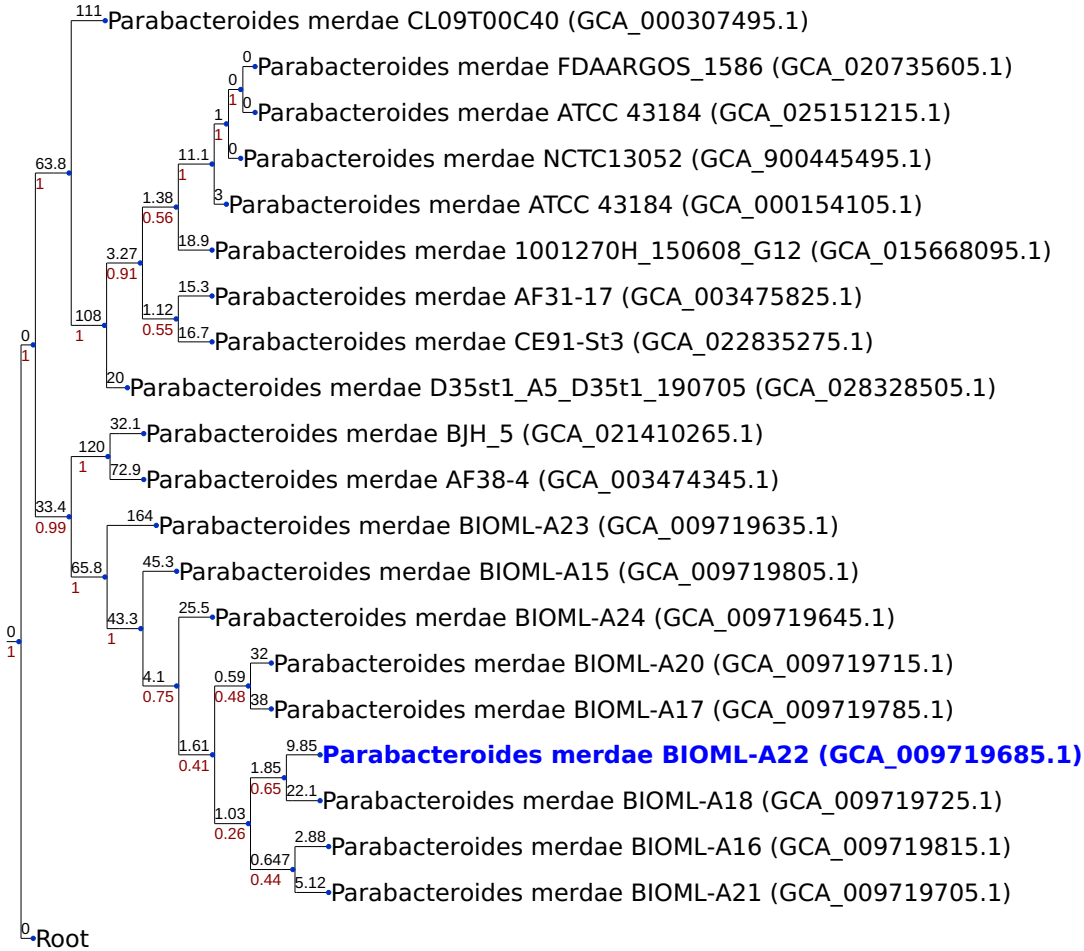 111
Parabacteroides merdae CL09T00C40 (GCA_000307495.1)
0
Parabacteroides merdae FDAARGOS_1586 (GCA_020735605.1)
0
1
0
Parabacteroides merdae ATCC 43184 (GCA_025151215.1)
1
1
0
Parabacteroides merdae NCTC13052 (GCA_900445495.1)
11.1
1
63.8
1
3
Parabacteroides merdae ATCC 43184 (GCA_000154105.1)
1.38
0.56
18.9
Parabacteroides merdae 1001270H_150608_G12 (GCA_015668095.1)
3.27
0.91
15.3
Parabacteroides merdae AF31-17 (GCA_003475825.1)
1.12
0.55
108
1
16.7
Parabacteroides merdae CE91-St3 (GCA_022835275.1)
0
1
20
Parabacteroides merdae D35st1_A5_D35t1_190705 (GCA_028328505.1)
32.1
Parabacteroides merdae BJH_5 (GCA_021410265.1)
120
1
72.9
Parabacteroides merdae AF38-4 (GCA_003474345.1)
33.4
0.99
164
Parabacteroides merdae BIOML-A23 (GCA_009719635.1)
65.8
1
45.3
Parabacteroides merdae BIOML-A15 (GCA_009719805.1)
43.3
1
25.5
Parabacteroides merdae BIOML-A24 (GCA_009719645.1)
0
1
32
Parabacteroides merdae BIOML-A20 (GCA_009719715.1)
4.1
0.75
0.59
0.48
38
Parabacteroides merdae BIOML-A17 (GCA_009719785.1)
1.61
0.41
9.85
Parabacteroides merdae BIOML-A22 (GCA_009719685.1)
1.85
0.65
22.1
Parabacteroides merdae BIOML-A18 (GCA_009719725.1)
1.03
0.26
2.88
Parabacteroides merdae BIOML-A16 (GCA_009719815.1)
0.647
0.44
5.12
Parabacteroides merdae BIOML-A21 (GCA_009719705.1)
0
Root